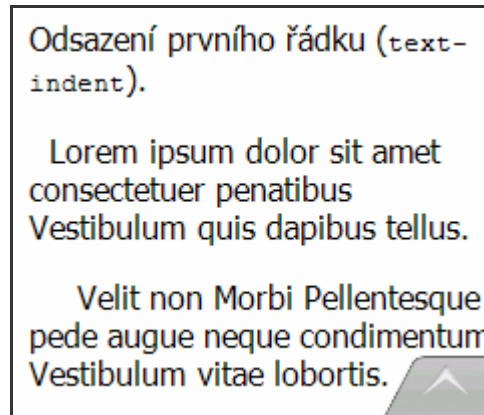 Odsazení prvního řádku (text-
indent).
Lorem ipsum dolor sit amet
consectetuer penatibus
Vestibulum quis dapibus tellus.
Velit non Morbi Pellentesque
pede augue neque condimentum
Vestibulum vitae lobortis.